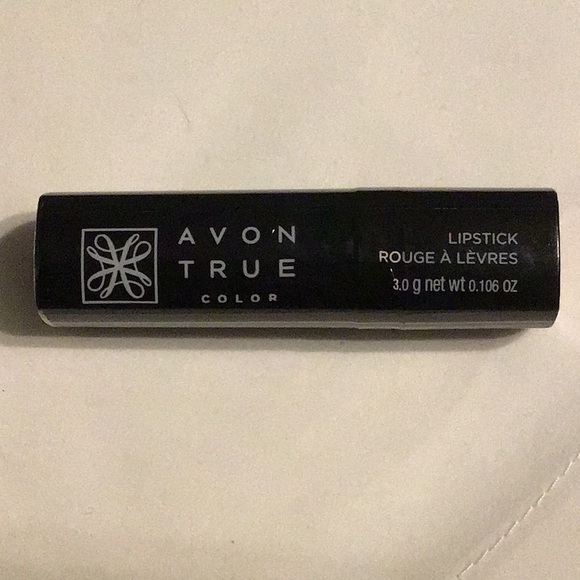 AVON
TRUE
COLOR
LIPSTICK
ROUGE À LÈVRES
3.0 g net wt 0.106 OZ